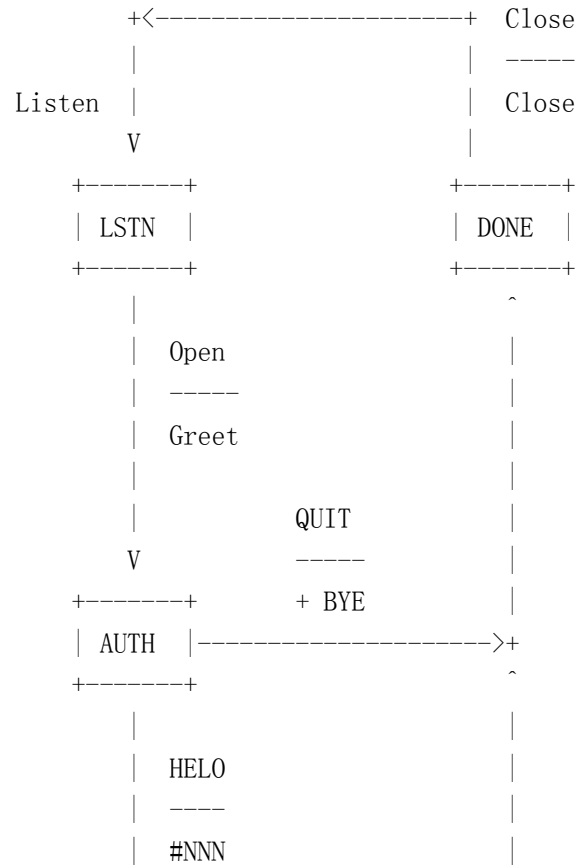 +<----------------------+ Close
| | -----
Listen | | Close
V |
+-------+ +-------+
| LSTN | | DONE |
+-------+ +-------+
| ^
| Open |
| ----- |
| Greet |
| |
| QUIT |
V ----- |
+-------+ + BYE |
| AUTH |--------------------->+
+-------+ ^
| |
| HELO |
| ---- |
| #NNN |